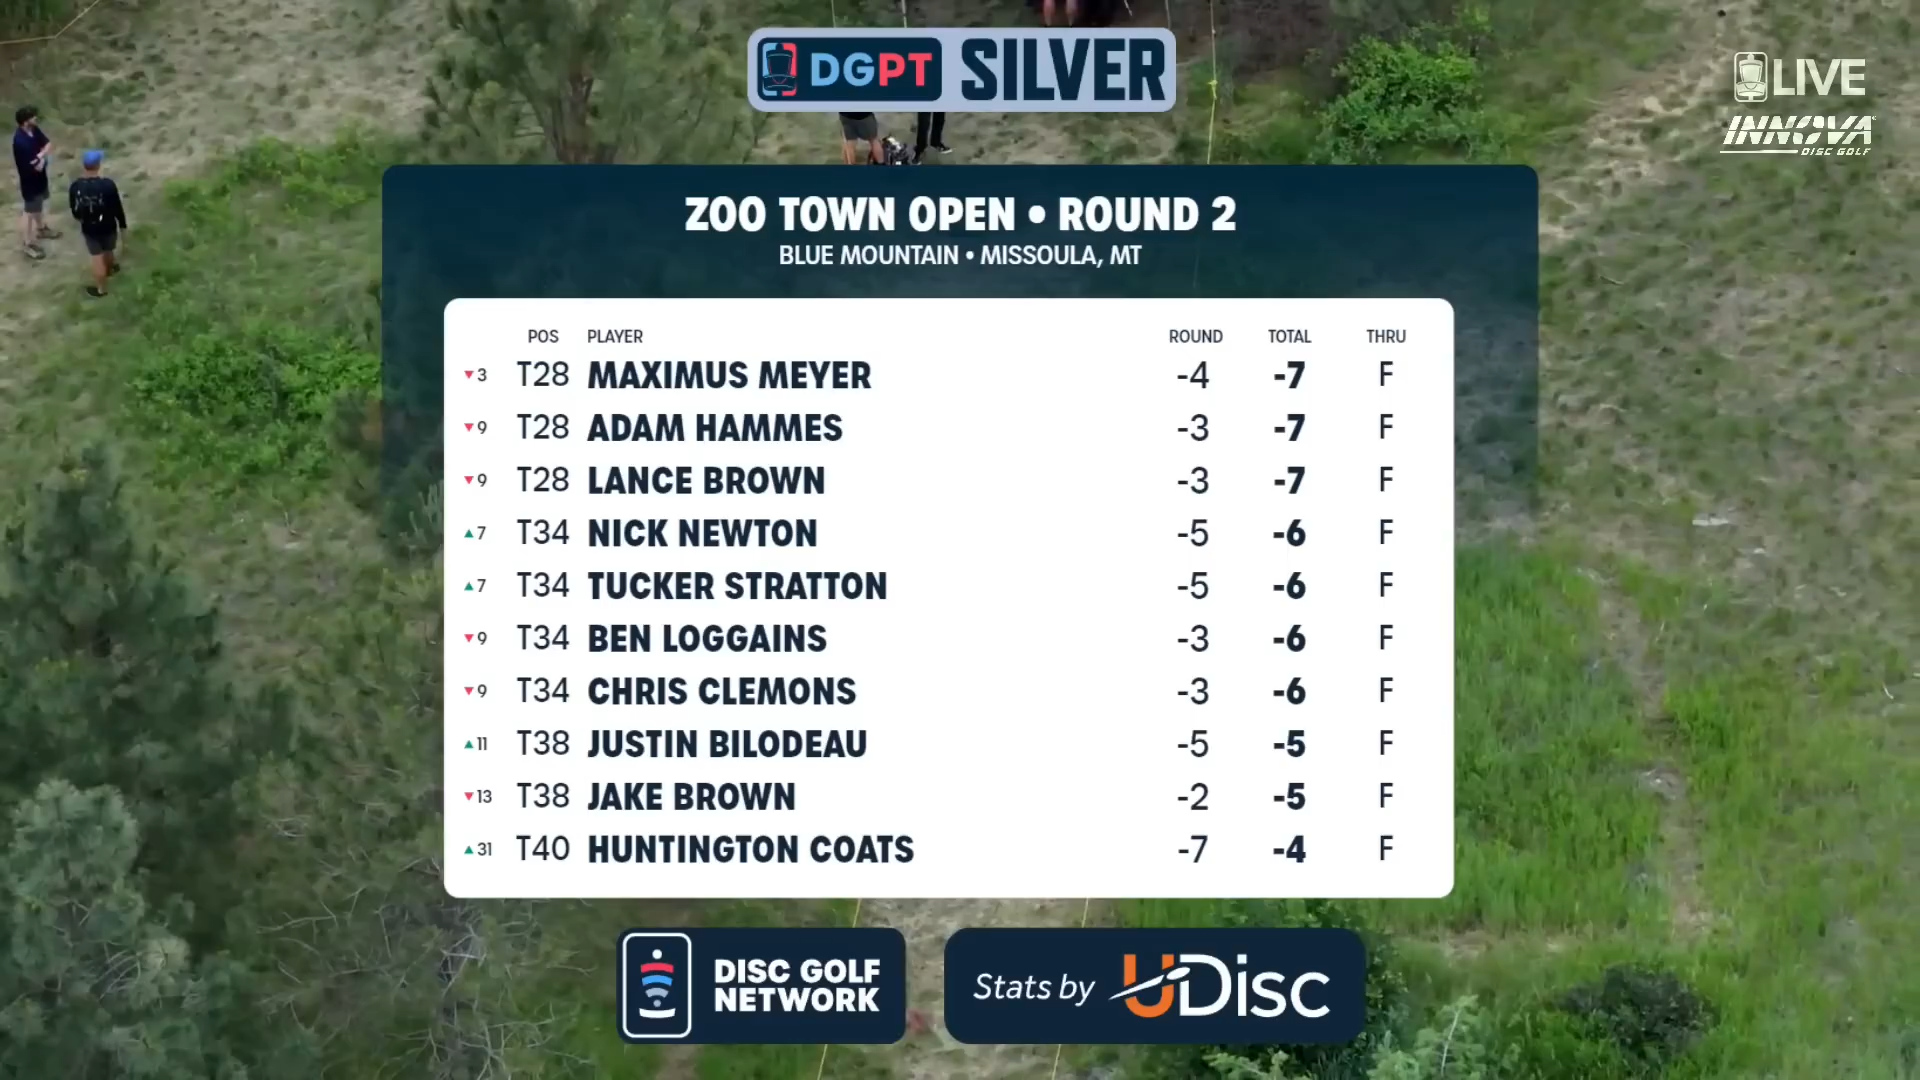 DGPT SILVER
LIVE
INNOVA
DISC GOLF
ZOO TOWN OPEN • ROUND 2
BLUE MOUNTAIN • MISSOULA, MT
POS PLAYER ROUND TOTAL THRU
▼3 T28 MAXIMUS MEYER -4 -7 F
▼9 T28 ADAM HAMMES -3 -7 F
▼9 T28 LANCE BROWN -3 -7 F
▲7 T34 NICK NEWTON -5 -6 F
▲7 T34 TUCKER STRATTON -5 -6 F
▼9 T34 BEN LOGGAINS -3 -6 F
▼9 T34 CHRIS CLEMONS -3 -6 F
▲11 T38 JUSTIN BILODEAU -5 -5 F
▼13 T38 JAKE BROWN -2 -5 F
▲31 T40 HUNTINGTON COATS -7 -4 F
DISC GOLF
NETWORK
Stats by UDisc